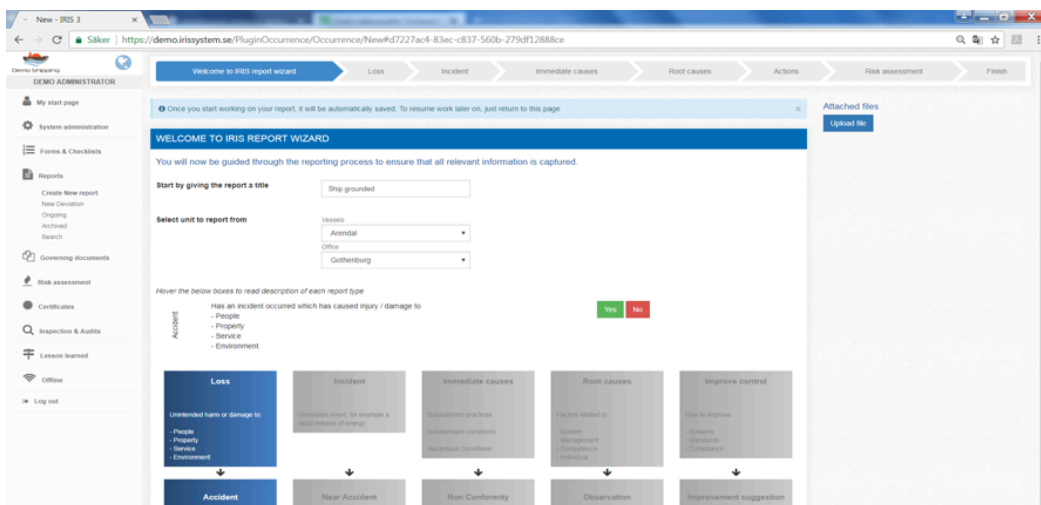 New - IRIS 3
Säker
https://demo.irissystem.se/PluginOccurrence/Occurrence/New#d7227ac4-83ec-c837-560b-279df12888ce
Demo Shipping
DEMO ADMINISTRATOR
My start page
System administration
Forms & Checklists
Reports
Create New report
New Deviation
Ongoing
Archived
Search
Governing documents
Risk assessment
Certificates
Inspection & Audits
Lesson learned
Offline
Log out
Welcome to IRIS report wizard
Loss
Incident
Immediate causes
Root causes
Actions
Risk assessment
Finish
Once you start working on your report, it will be automatically saved. To resume work later on, just return to this page
Attached files
Upload file
WELCOME TO IRIS REPORT WIZARD
You will now be guided through the reporting process to ensure that all relevant information is captured.
Start by giving the report a title
Ship grounded
Select unit to report from
Vessels
Arendal
Office
Gothenburg
Hover the below boxes to read description of each report type
Accident
Has an incident occurred which has caused injury / damage to
- People
- Property
- Service
- Environment
Yes
No
Loss
Unintended harm or damage to:
- People
- Property
- Service
- Environment
Accident
Incident
Undesired event, for example a
rapid release of energy
Near Accident
Immediate causes
Substandard practices
Substandard conditions
Hazardous Conditions
Non Conformity
Root causes
Factors related to:
- System
- Management
- Competence
- Individual
Observation
Improve control
How to improve:
- Systems
- Standards
- Compliance
Improvement suggestion